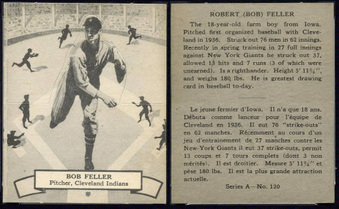 BOB FELLER
Pitcher, Cleveland Indians
ROBERT (BOB) FELLER
The 18-year-old farm boy from Iowa.
Pitched first organized baseball with Cleve-
land in 1936. Struck out 76 men in 62 innings.
Recently in spring training in 27 full innings
against New York Giants he struck out 37,
allowed 13 hits and 7 runs (3 of which were
unearned). Is a righthander. Height 5' 11½",
and weighs 180 lbs. He is greatest drawing
card in baseball to-day.
Le jeune fermier d'Iowa. Il n'a que 18 ans.
Débuta comme lanceur pour l'équipe de
Cleveland en 1936. Il eut 76 "strike-outs"
en 62 manches. Récemment au cours d'un
jeu d'entrainement de 27 manches contre les
New York Giants il eut 37 strike-outs, permit
13 coups et 7 tours complets (dont 3 non
mérités). Il est droitier. Mesure 5' 11½" et
pèse 180 lbs. Il est la plus grande attraction
actuelle.
Series A—No. 120